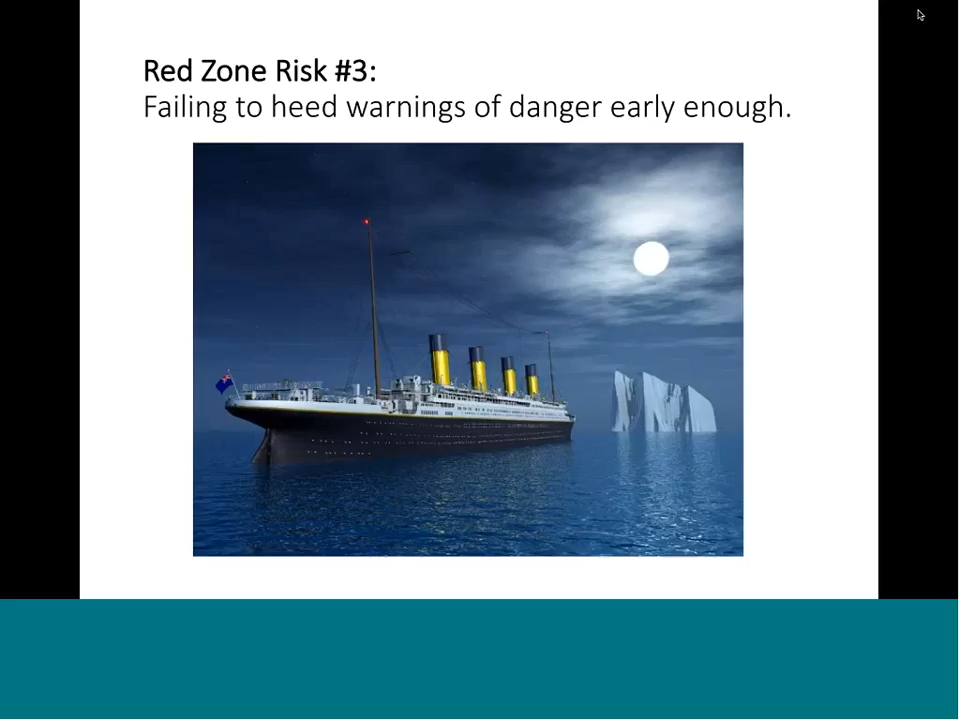 Red Zone Risk #3:
Failing to heed warnings of danger early enough.